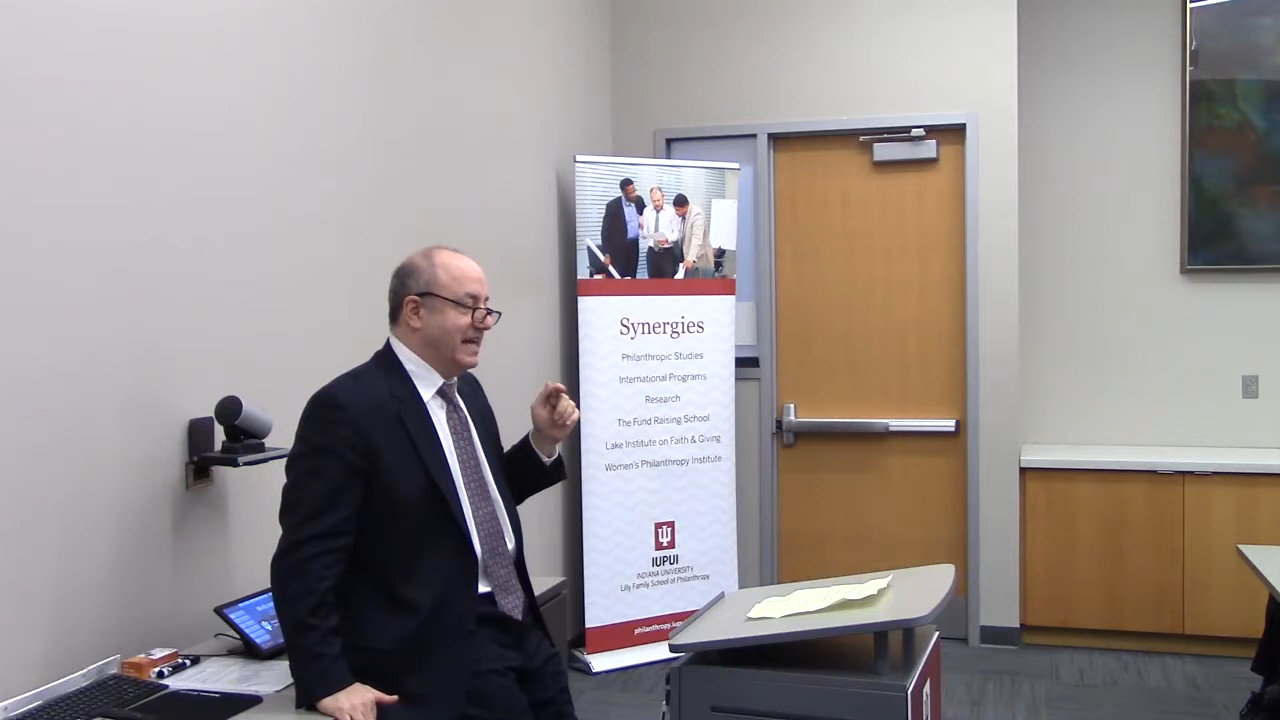 Synergies
Philanthropic Studies
International Programs
Research
The Fund Raising School
Lake Institute on Faith & Giving
Women's Philanthropy Institute
IUPUI
INDIANA UNIVERSITY
Lilly Family School of Philanthropy